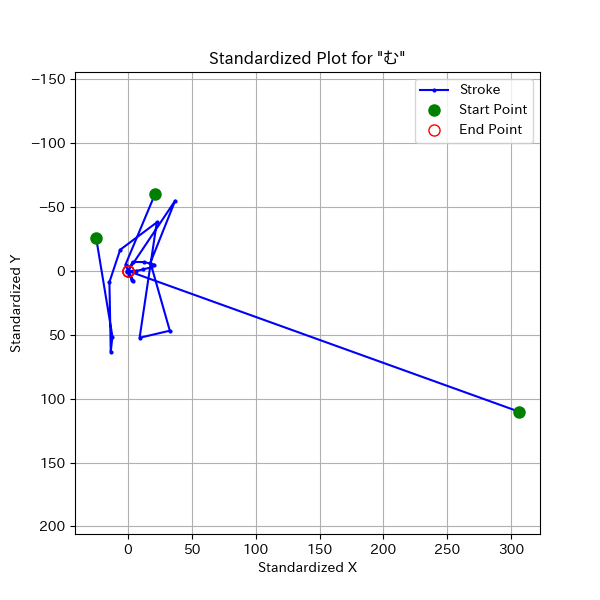 Standardized Plot for "む"
Stroke
Start Point
End Point
−150
−100
−50
0
50
100
150
200
Standardized Y
0 50 100 150 200 250 300
Standardized X